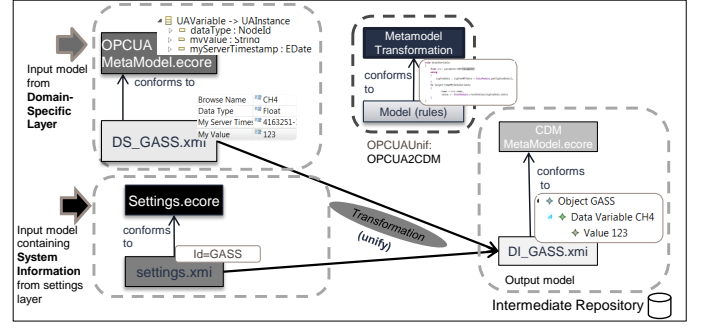 UAVariable -> UAInstance
dataType : NodeId
myValue : String
myServerTimestamp : EDate
OPCUA
MetaModel.ecore
Input model
from
Domain-
Specific
Layer
conforms to
Browse Name CH4
Data Type Float
My Server Times 4163251-
My Value 123
DS_GASS.xmi
Metamodel
Transformation
conforms
to
Model (rules)
OPCUAUnif:
OPCUA2CDM
CDM
MetaModel.ecore
conforms
to
Object GASS
Data Variable CH4
Value 123
DI_GASS.xmi
Output model
Settings.ecore
Input model
containing
System
Information
from settings
layer
conforms
to
Id=GASS
settings.xmi
Transformation
(unify)
Intermediate Repository